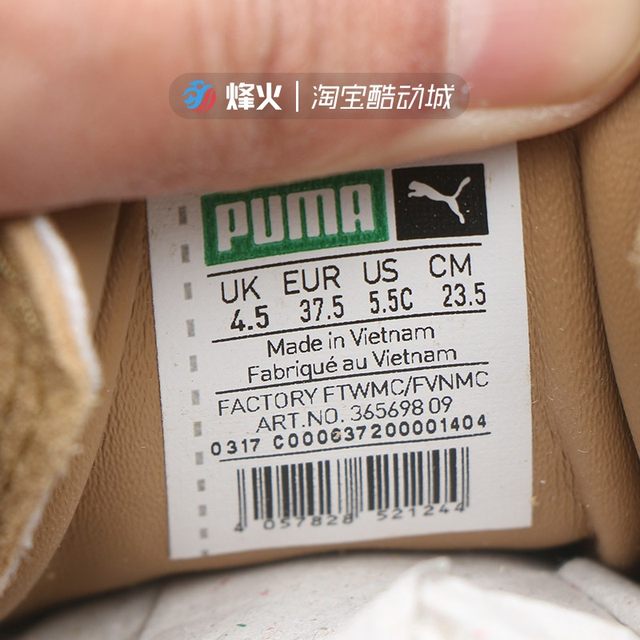 烽火 | 淘宝酷动城
PUMA
UK EUR US CM
4.5 37.5 5.5C 23.5
Made in Vietnam
Fabriqué au Vietnam
FACTORY FTWMC/FVNMC
ART.NO. 365698 09
0317 C000637200001404
4 057828 521244